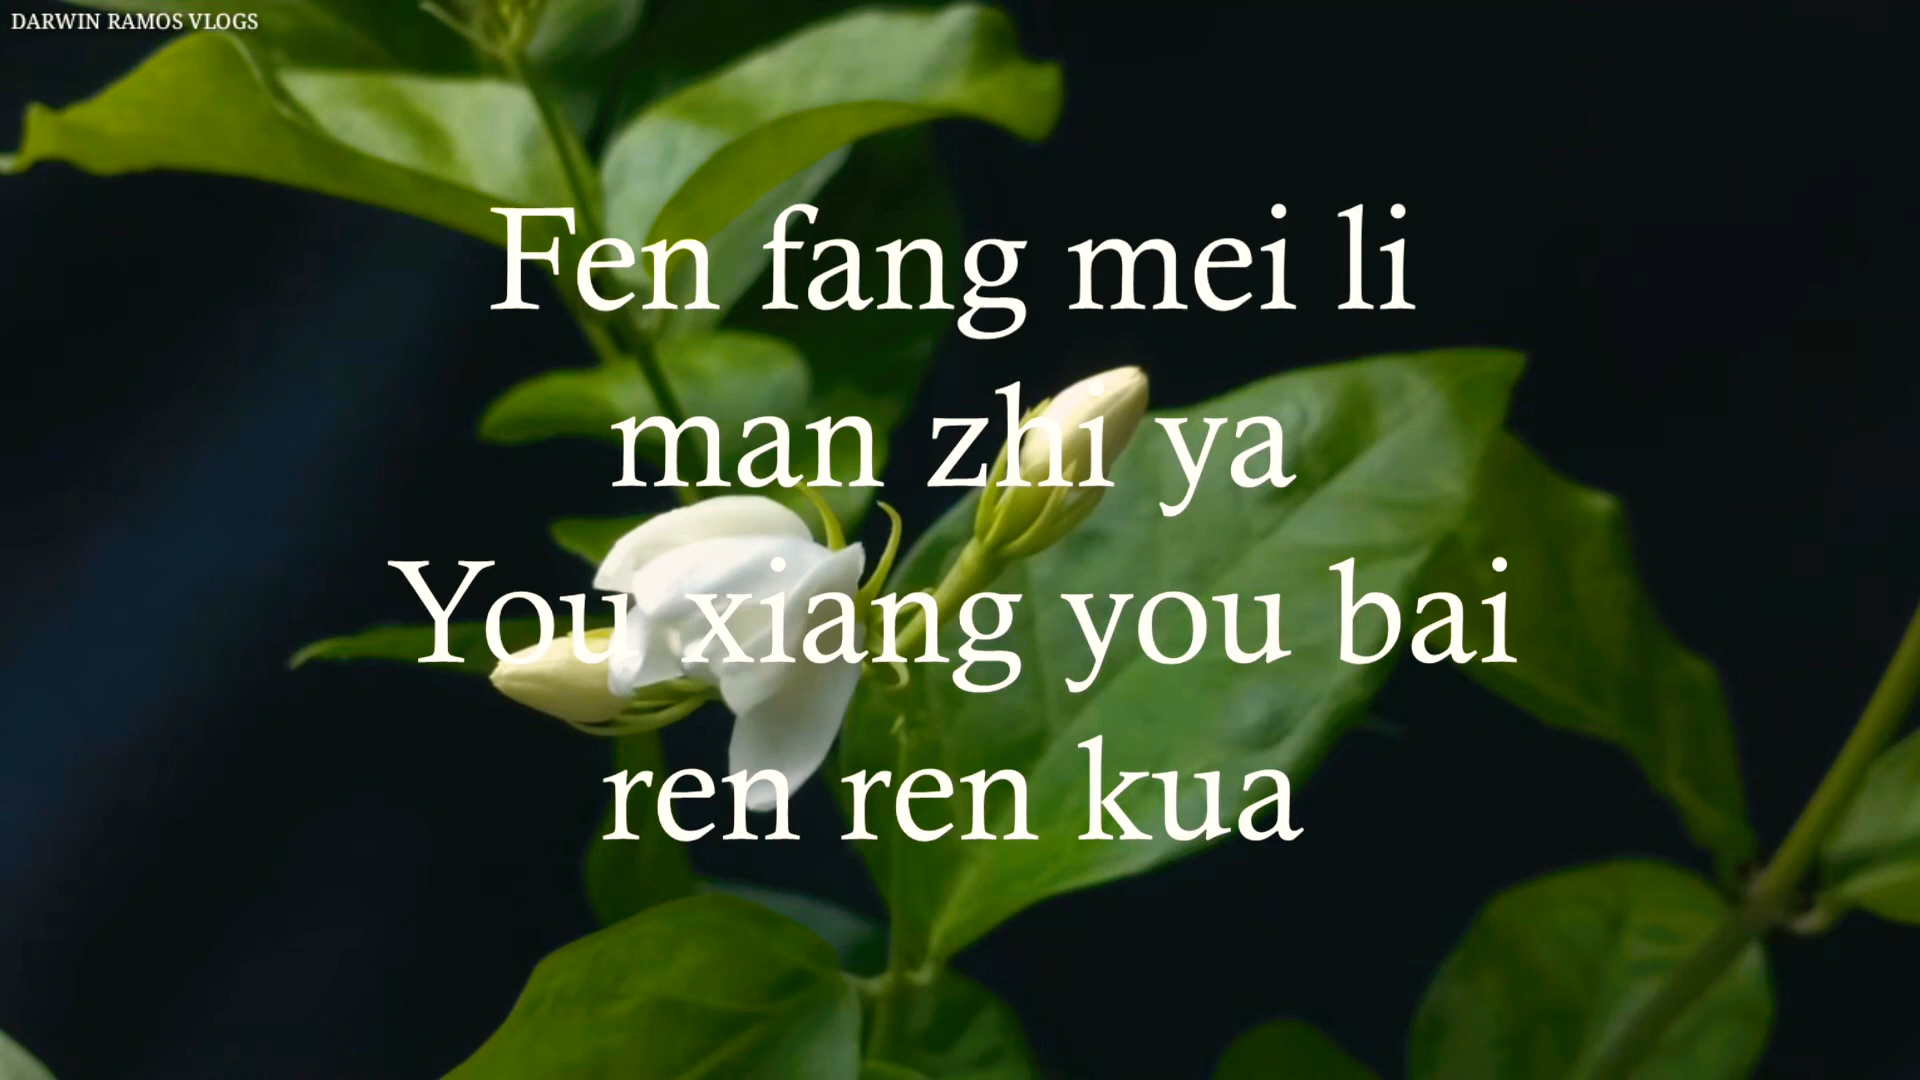 DARWIN RAMOS VLOGS
Fen fang mei li
man zhi ya
You xiang you bai
ren ren kua